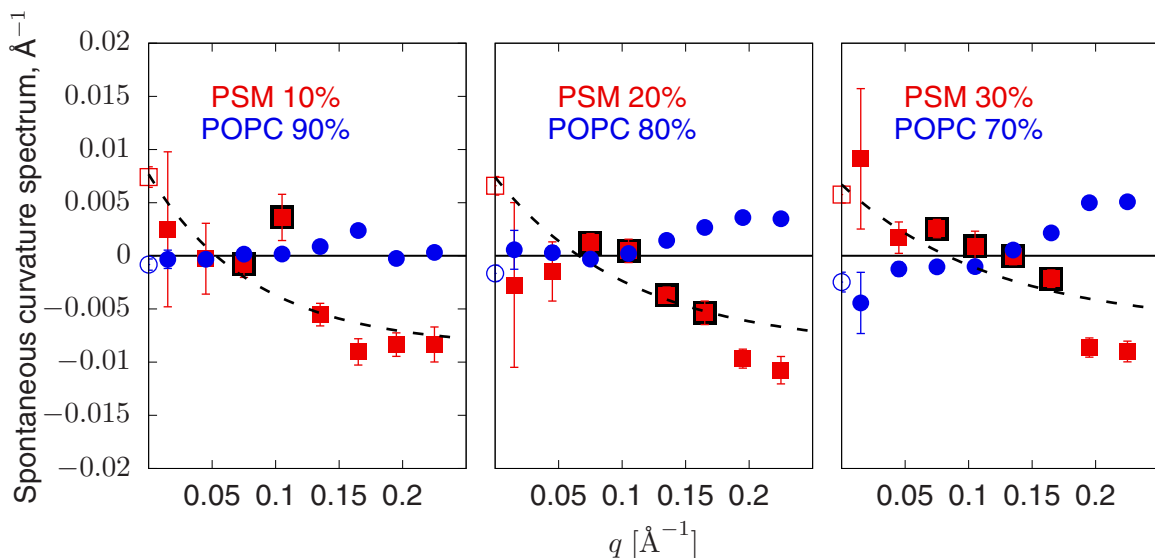 Spontaneous curvature spectrum, Å⁻¹
0.02
0.015
0.01
0.005
0
−0.005
−0.01
−0.015
−0.02
PSM 10%
POPC 90%
PSM 20%
POPC 80%
PSM 30%
POPC 70%
0.05 0.1 0.15 0.2
0.05 0.1 0.15 0.2
0.05 0.1 0.15 0.2
q [Å⁻¹]